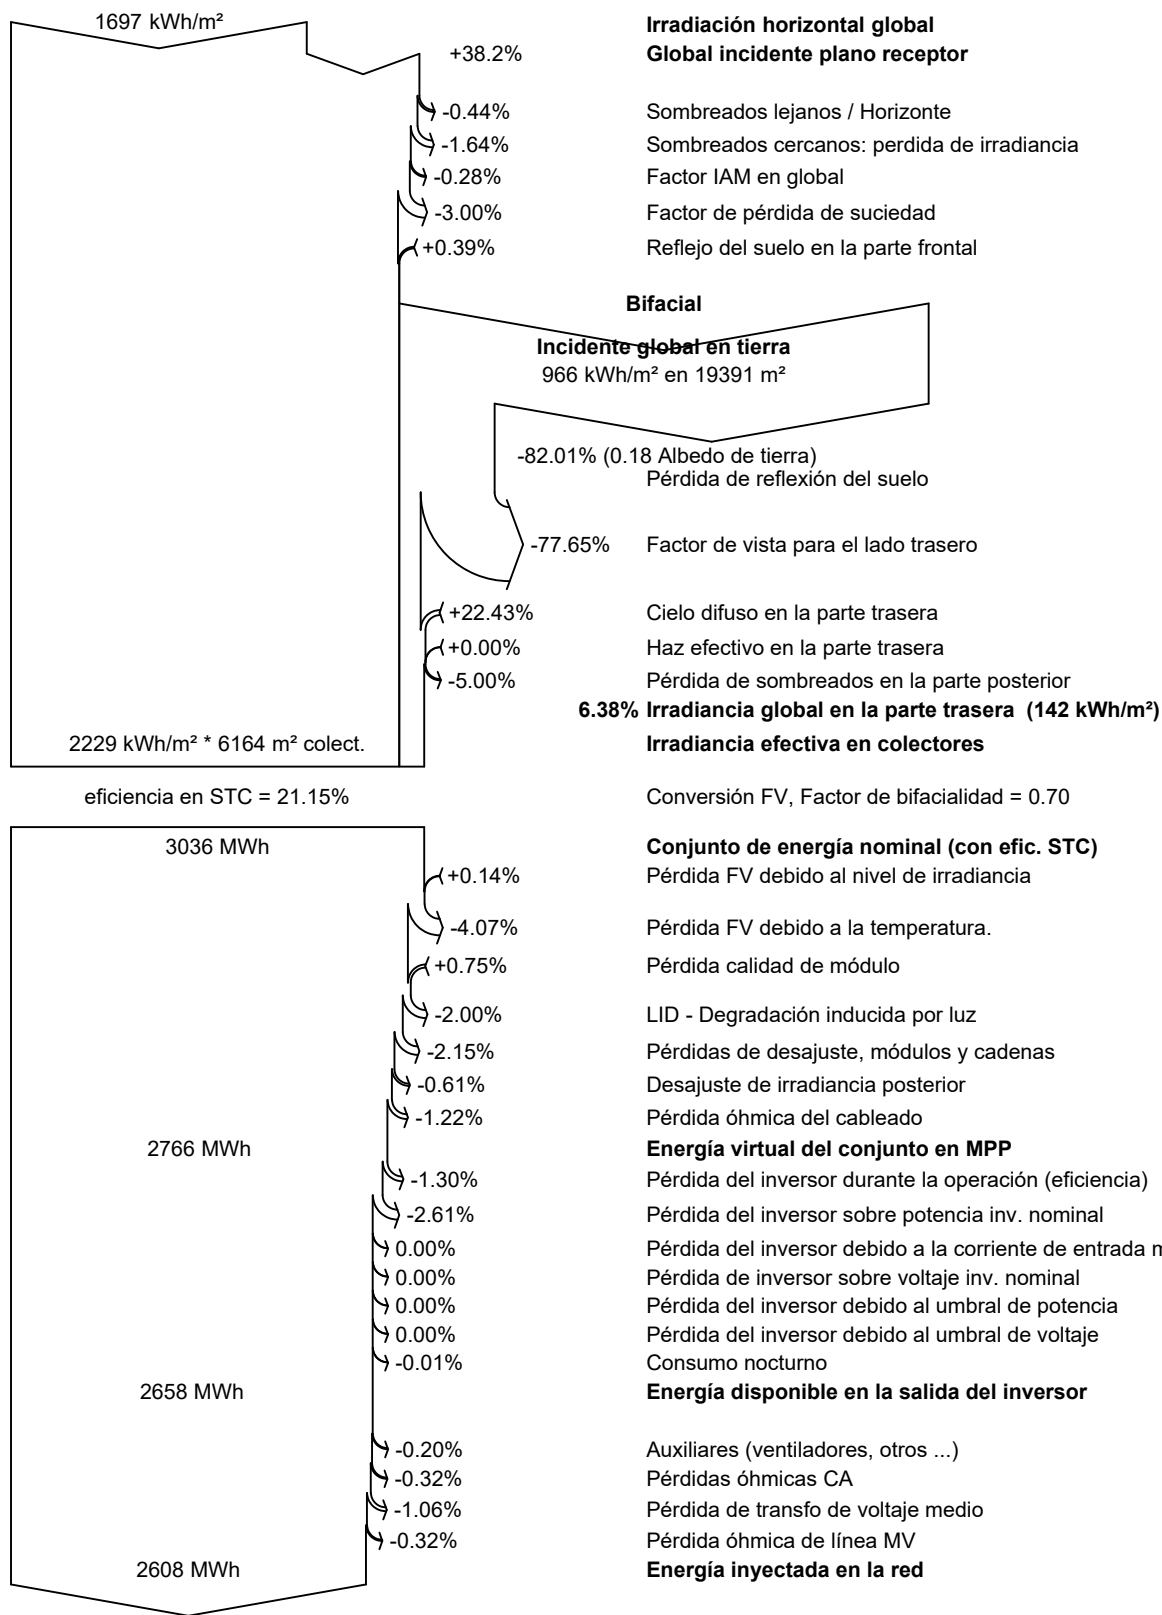 1697 kWh/m² Irradiación horizontal global
+38.2% Global incidente plano receptor
-0.44% Sombreados lejanos / Horizonte
-1.64% Sombreados cercanos: perdida de irradiancia
-0.28% Factor IAM en global
-3.00% Factor de pérdida de suciedad
+0.39% Reflejo del suelo en la parte frontal
Bifacial
Incidente global en tierra
966 kWh/m² en 19391 m²
-82.01% (0.18 Albedo de tierra)
Pérdida de reflexión del suelo
-77.65% Factor de vista para el lado trasero
+22.43% Cielo difuso en la parte trasera
+0.00% Haz efectivo en la parte trasera
-5.00% Pérdida de sombreados en la parte posterior
6.38% Irradiancia global en la parte trasera (142 kWh/m²)
2229 kWh/m² * 6164 m² colect. Irradiancia efectiva en colectores
eficiencia en STC = 21.15% Conversión FV, Factor de bifacialidad = 0.70
3036 MWh Conjunto de energía nominal (con efic. STC)
+0.14% Pérdida FV debido al nivel de irradiancia
-4.07% Pérdida FV debido a la temperatura.
+0.75% Pérdida calidad de módulo
-2.00% LID - Degradación inducida por luz
-2.15% Pérdidas de desajuste, módulos y cadenas
-0.61% Desajuste de irradiancia posterior
-1.22% Pérdida óhmica del cableado
2766 MWh Energía virtual del conjunto en MPP
-1.30% Pérdida del inversor durante la operación (eficiencia)
-2.61% Pérdida del inversor sobre potencia inv. nominal
0.00% Pérdida del inversor debido a la corriente de entrada
0.00% Pérdida de inversor sobre voltaje inv. nominal
0.00% Pérdida del inversor debido al umbral de potencia
0.00% Pérdida del inversor debido al umbral de voltaje
-0.01% Consumo nocturno
2658 MWh Energía disponible en la salida del inversor
-0.20% Auxiliares (ventiladores, otros ...)
-0.32% Pérdidas óhmicas CA
-1.06% Pérdida de transfo de voltaje medio
-0.32% Pérdida óhmica de línea MV
2608 MWh Energía inyectada en la red